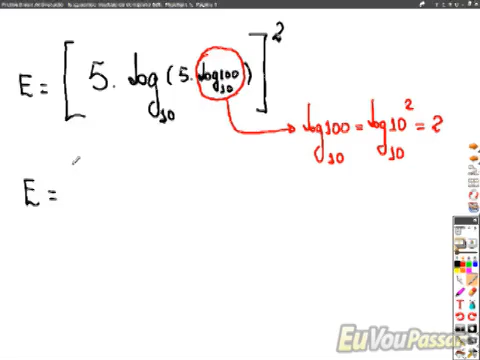 E = [ 5 . log₁₀ ( 5 . log₁₀ 100 ) ]²
log₁₀ 100 = log₁₀ 10² = 2
E =
EuVouPassar